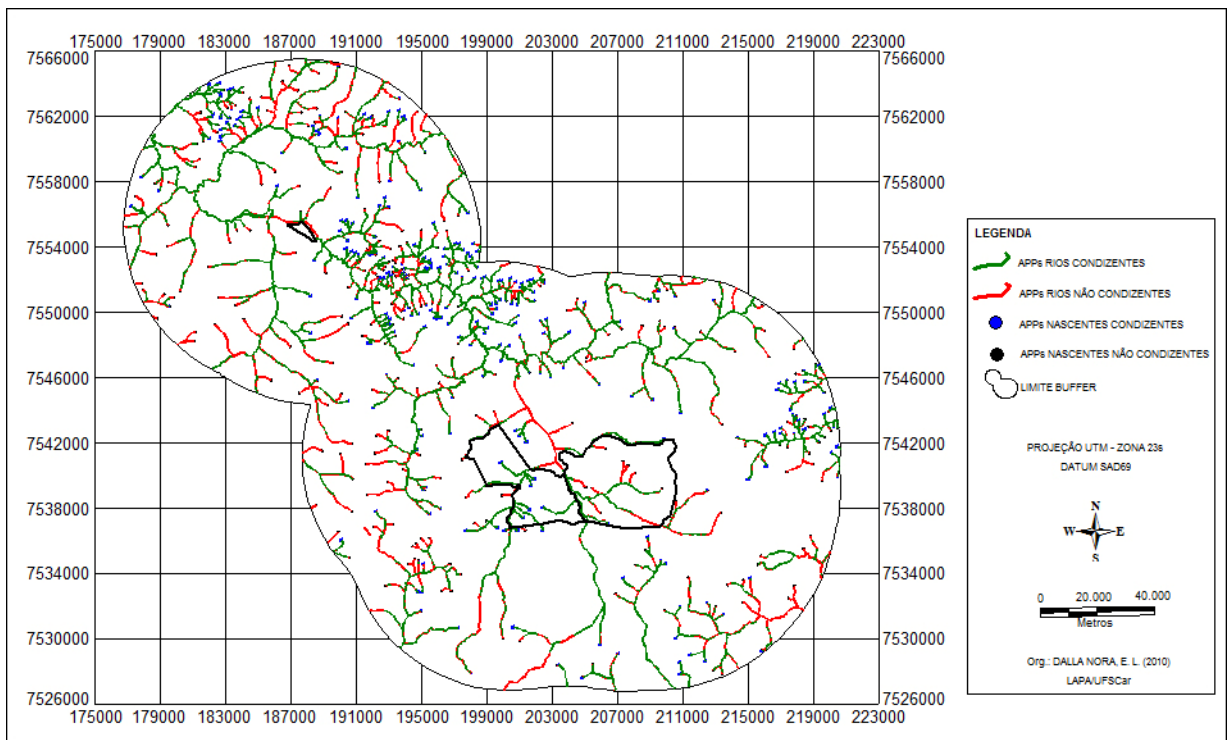 175000 179000 183000 187000 191000 195000 199000 203000 207000 211000 215000 219000 223000
7566000 7566000
7562000 7562000
7558000 7558000
7554000 7554000
7550000 7550000
7546000 7546000
7542000 7542000
7538000 7538000
7534000 7534000
7530000 7530000
7526000 7526000
175000 179000 183000 187000 191000 195000 199000 203000 207000 211000 215000 219000 223000
LEGENDA
APPs RIOS CONDIZENTES
APPs RIOS NÃO CONDIZENTES
APPs NASCENTES CONDIZENTES
APPs NASCENTES NÃO CONDIZENTES
LIMITE BUFFER
PROJEÇÃO UTM - ZONA 23s
DATUM SAD69
N
W E
S
0 20.000 40.000
Metros
Org.: DALLA NORA, E. L. (2010)
LAPA/UFSCar